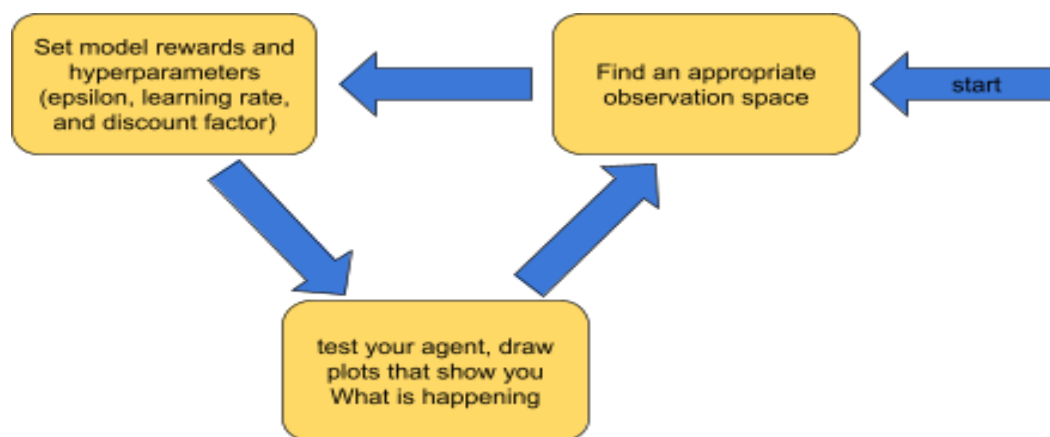 Set model rewards and
hyperparameters
(epsilon, learning rate,
and discount factor)
Find an appropriate
observation space
start
test your agent, draw
plots that show you
What is happening